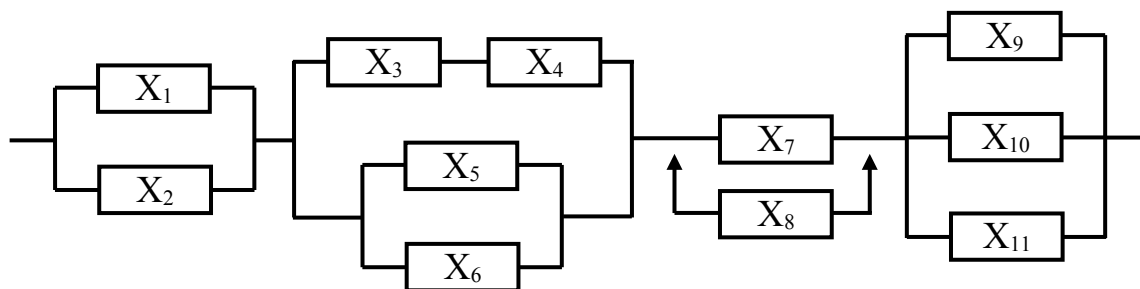 X₁
X₂
X₃
X₄
X₅
X₆
X₇
X₈
X₉
X₁₀
X₁₁